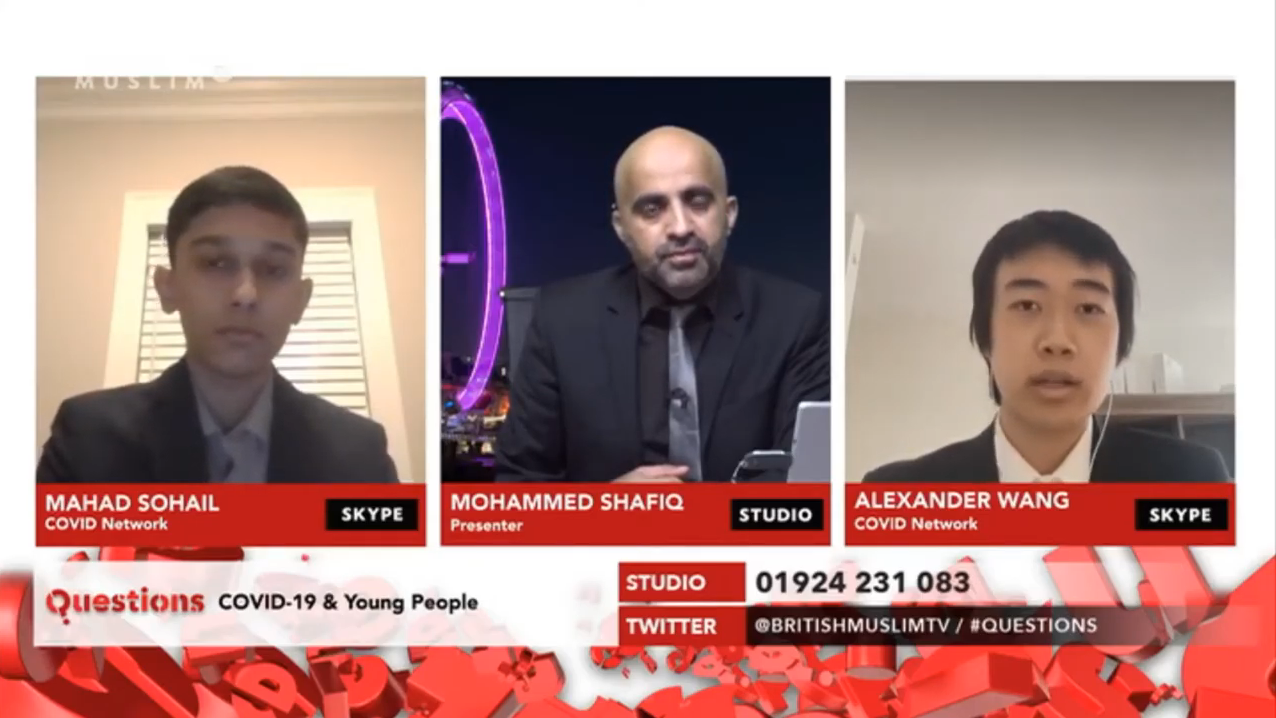 MUSLIM
MAHAD SOHAIL
COVID Network
SKYPE
MOHAMMED SHAFIQ
Presenter
STUDIO
ALEXANDER WANG
COVID Network
SKYPE
Questions COVID-19 & Young People
STUDIO 01924 231 083
TWITTER @BRITISHMUSLIMTV / #QUESTIONS